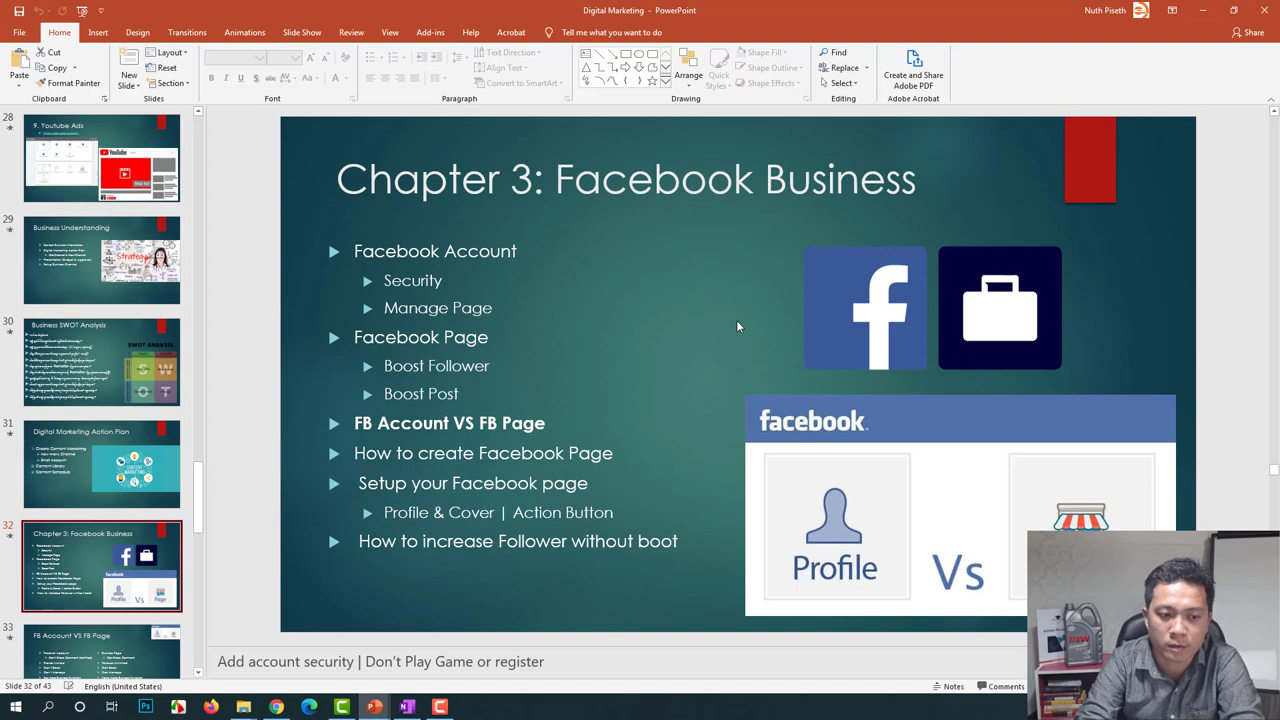 Digital Marketing - PowerPoint
Nuth Piseth
File Home Insert Design Transitions Animations Slide Show Review View Add-ins Help Acrobat Tell me what you want to do Share
Paste
Cut
Copy
Format Painter
Clipboard
New Slide
Layout
Reset
Section
Slides
Font
Text Direction
Align Text
Convert to SmartArt
Paragraph
Arrange
Quick Styles
Shape Fill
Shape Outline
Shape Effects
Drawing
Find
Replace
Select
Editing
Create and Share Adobe PDF
Adobe Acrobat
28
9. Youtube Ads
YouTube
29
Business Understanding
30
Business SWOT Analysis
SWOT ANALYSIS
S W
O T
31
Digital Marketing Action Plan
32
Chapter 3: Facebook Business
33
FB Account VS FB Page
Chapter 3: Facebook Business
Facebook Account
Security
Manage Page
Facebook Page
Boost Follower
Boost Post
FB Account VS FB Page
How to create Facebook Page
Setup your Facebook page
Profile & Cover | Action Button
How to increase Follower without boot
facebook.
Profile
Vs
Add account security | Don't Play Game or register
Slide 32 of 43 English (United States) Notes Comments